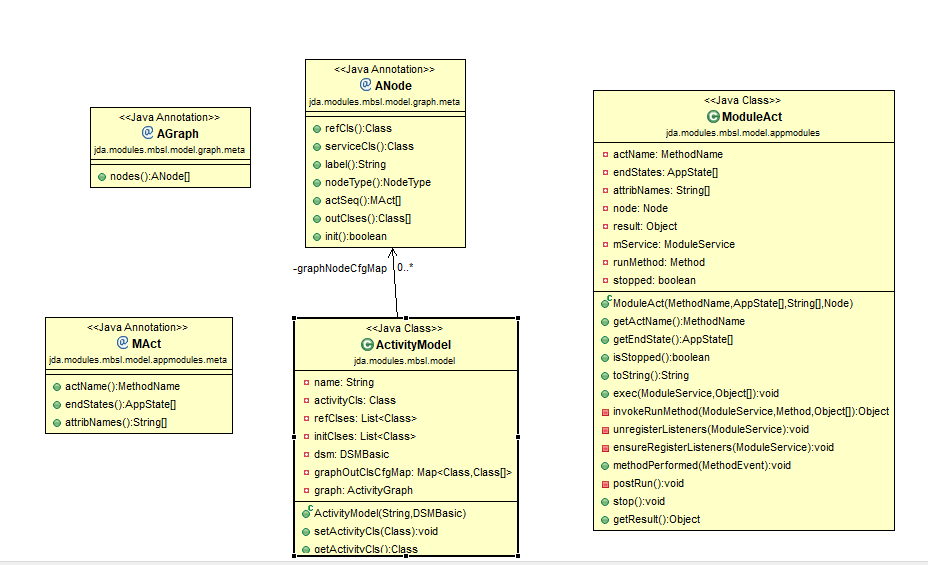 <<Java Annotation>>
AGraph
jda.modules.mbsl.model.graph.meta
nodes():ANode[]
<<Java Annotation>>
ANode
jda.modules.mbsl.model.graph.meta
refCls():Class
serviceCls():Class
label():String
nodeType():NodeType
actSeq():MAct[]
outClses():Class[]
init():boolean
-graphNodeCfgMap 0..*
<<Java Annotation>>
MAct
jda.modules.mbsl.model.appmodules.meta
actName():MethodName
endStates():AppState[]
attribNames():String[]
<<Java Class>>
ActivityModel
jda.modules.mbsl.model
name: String
activityCls: Class
refClses: List<Class>
initClses: List<Class>
dsm: DSMBasic
graphOutClsCfgMap: Map<Class,Class[]>
graph: ActivityGraph
ActivityModel(String,DSMBasic)
setActivityCls(Class):void
getActivityCls():Class
<<Java Class>>
ModuleAct
jda.modules.mbsl.model.appmodules
actName: MethodName
endStates: AppState[]
attribNames: String[]
node: Node
result: Object
mService: ModuleService
runMethod: Method
stopped: boolean
ModuleAct(MethodName,AppState[],String[],Node)
getActName():MethodName
getEndState():AppState[]
isStopped():boolean
toString():String
exec(ModuleService,Object[]):void
invokeRunMethod(ModuleService,Method,Object[]):Object
unregisterListeners(ModuleService):void
ensureRegisterListeners(ModuleService):void
methodPerformed(MethodEvent):void
postRun():void
stop():void
getResult():Object